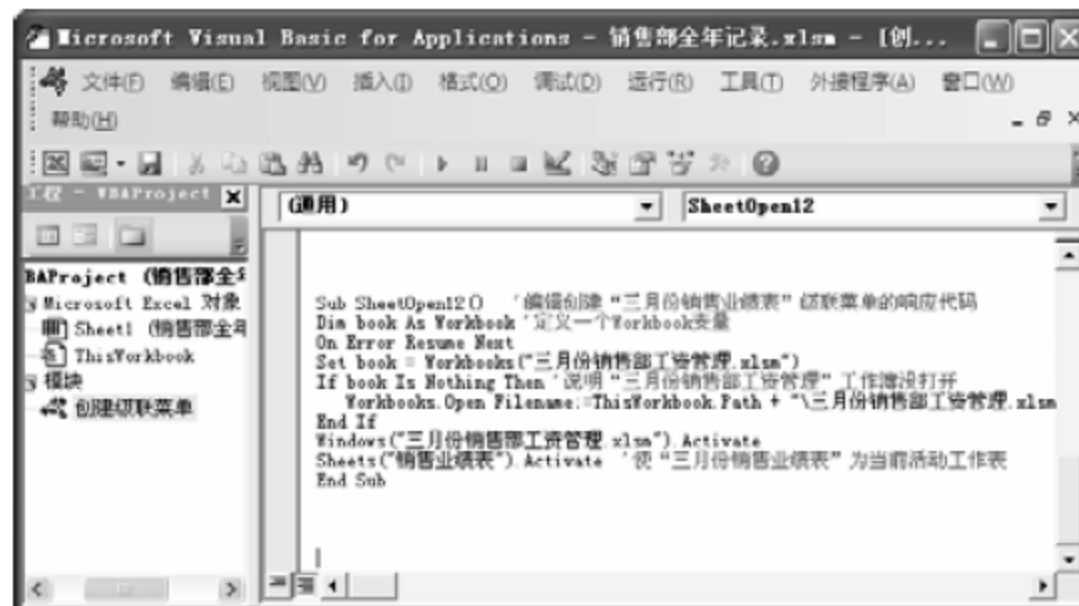 Microsoft Visual Basic for Applications - 销售部全年记录.xlsm - [创...
文件(F) 编辑(E) 视图(V) 插入(I) 格式(O) 调试(D) 运行(R) 工具(T) 外接程序(A) 窗口(W)
帮助(H)
工程 - VBAProject
(通用)
SheetOpen12
BAProject (销售部全年
Microsoft Excel 对象
Sheet1 (销售部全年
ThisWorkbook
模块
创建级联菜单
Sub SheetOpen12() '编辑创建“三月份销售业绩表”级联菜单的响应代码
Dim book As Workbook '定义一个Workbook变量
On Error Resume Next
Set book = Workbooks("三月份销售部工资管理.xlsm")
If book Is Nothing Then '说明“三月份销售部工资管理”工作簿没打开
Workbooks.Open Filename:=ThisWorkbook.Path + "\三月份销售部工资管理.xlsm
End If
Windows("三月份销售部工资管理.xlsm").Activate
Sheets("销售业绩表").Activate '使“三月份销售业绩表”为当前活动工作表
End Sub